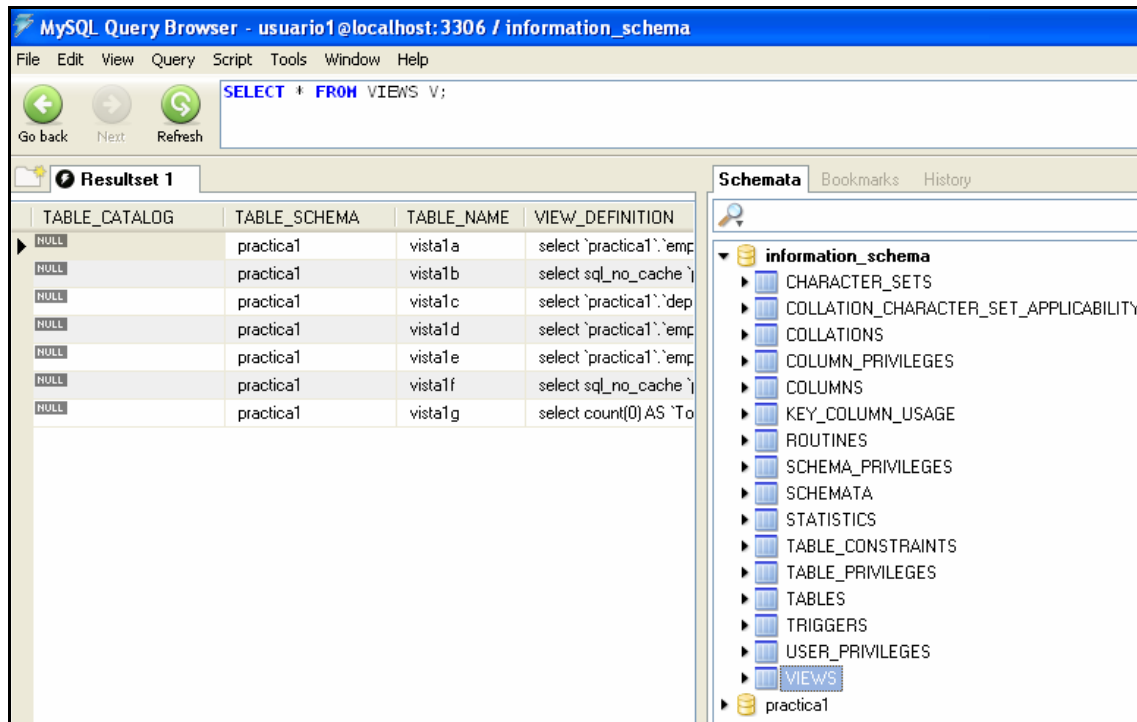 MySQL Query Browser - usuario1@localhost:3306 / information_schema
File Edit View Query Script Tools Window Help
SELECT * FROM VIEWS V;
Go back Next Refresh
Resultset 1
TABLE_CATALOG TABLE_SCHEMA TABLE_NAME VIEW_DEFINITION
NULL practica1 vista1a select `practica1`.`emp
NULL practica1 vista1b select sql_no_cache `
NULL practica1 vista1c select `practica1`.`dep
NULL practica1 vista1d select `practica1`.`emp
NULL practica1 vista1e select `practica1`.`emp
NULL practica1 vista1f select sql_no_cache `
NULL practica1 vista1g select count(0) AS `To
Schemata Bookmarks History
information_schema
CHARACTER_SETS
COLLATION_CHARACTER_SET_APPLICABILITY
COLLATIONS
COLUMN_PRIVILEGES
COLUMNS
KEY_COLUMN_USAGE
ROUTINES
SCHEMA_PRIVILEGES
SCHEMATA
STATISTICS
TABLE_CONSTRAINTS
TABLE_PRIVILEGES
TABLES
TRIGGERS
USER_PRIVILEGES
VIEWS
practica1